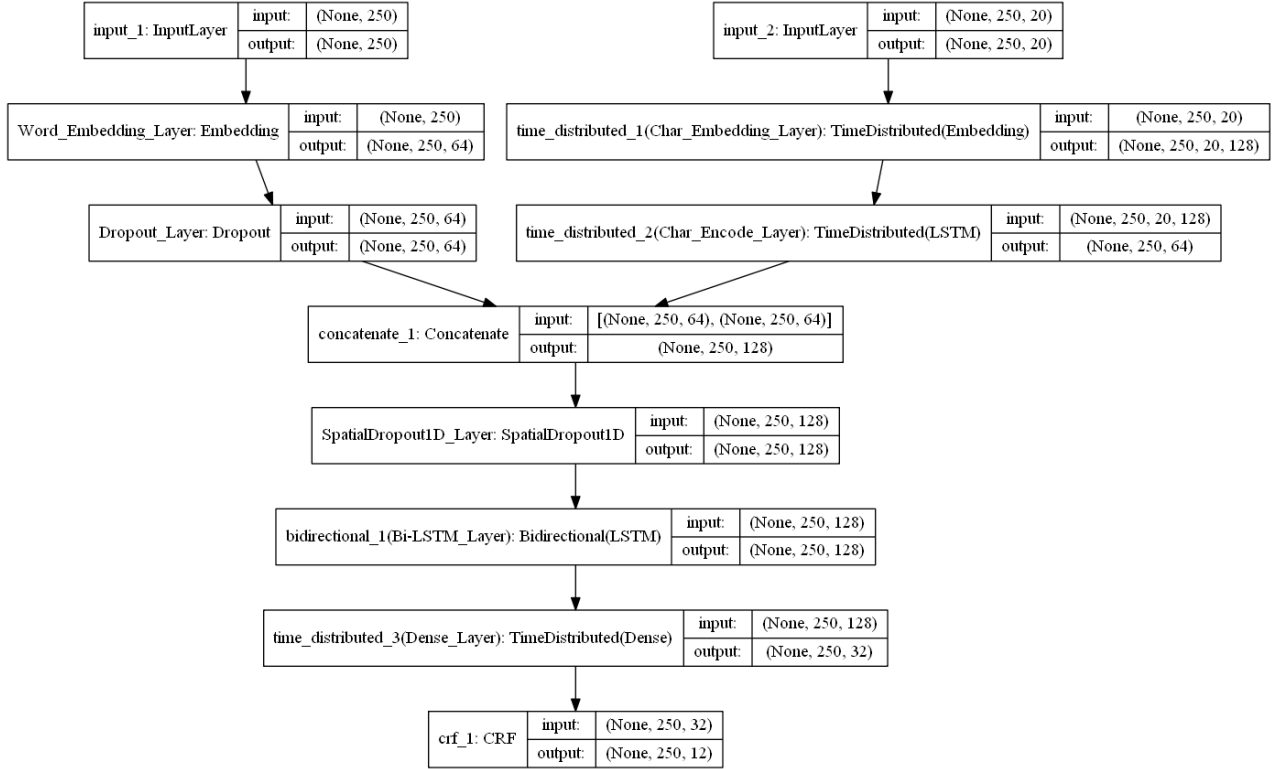 input_1: InputLayer
input: (None, 250)
output: (None, 250)
input_2: InputLayer
input: (None, 250, 20)
output: (None, 250, 20)
Word_Embedding_Layer: Embedding
input: (None, 250)
output: (None, 250, 64)
time_distributed_1(Char_Embedding_Layer): TimeDistributed(Embedding)
input: (None, 250, 20)
output: (None, 250, 20, 128)
Dropout_Layer: Dropout
input: (None, 250, 64)
output: (None, 250, 64)
time_distributed_2(Char_Encode_Layer): TimeDistributed(LSTM)
input: (None, 250, 20, 128)
output: (None, 250, 64)
concatenate_1: Concatenate
input: [(None, 250, 64), (None, 250, 64)]
output: (None, 250, 128)
SpatialDropout1D_Layer: SpatialDropout1D
input: (None, 250, 128)
output: (None, 250, 128)
bidirectional_1(Bi-LSTM_Layer): Bidirectional(LSTM)
input: (None, 250, 128)
output: (None, 250, 128)
time_distributed_3(Dense_Layer): TimeDistributed(Dense)
input: (None, 250, 128)
output: (None, 250, 32)
crf_1: CRF
input: (None, 250, 32)
output: (None, 250, 12)